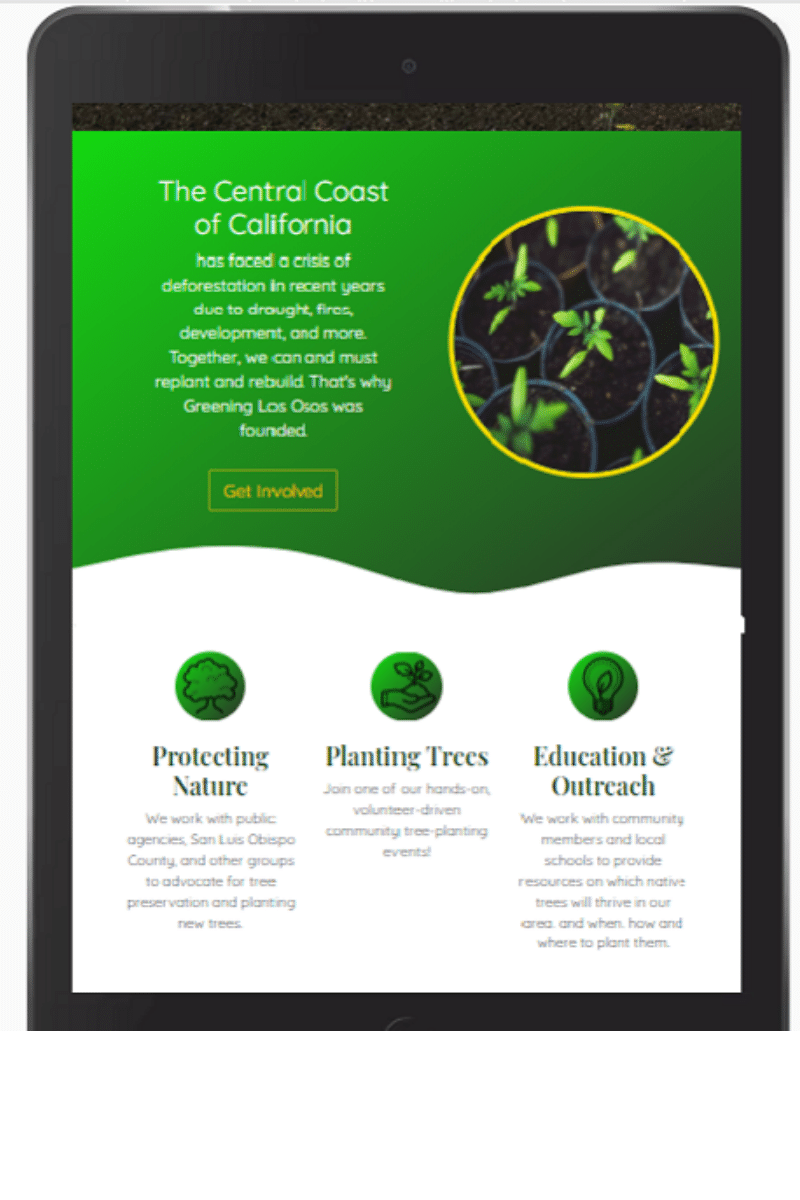 The Central Coast
of California
has faced a crisis of
deforestation in recent years
due to drought, fires,
development, and more.
Together, we can and must
replant and rebuild. That's why
Greening Los Osos was
founded.
Get Involved
Protecting
Nature
We work with public
agencies, San Luis Obispo
County, and other groups
to advocate for tree
preservation and planting
new trees.
Planting Trees
Join one of our hands-on,
volunteer-driven
community tree-planting
events!
Education &
Outreach
We work with community
members and local
schools to provide
resources on which native
trees will thrive in our
area, and when, how and
where to plant them.